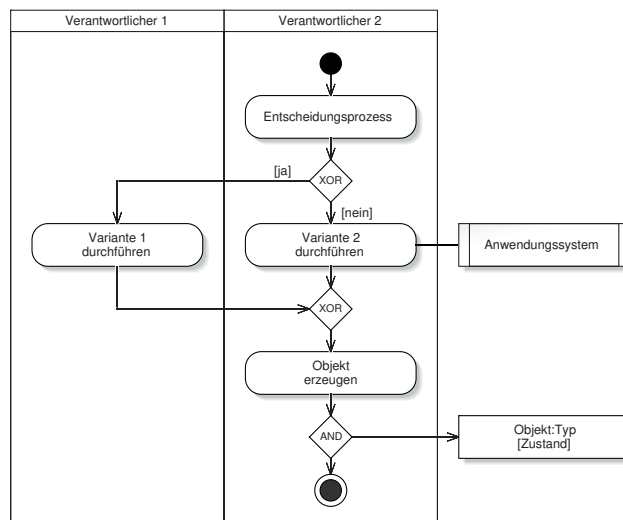 Verantwortlicher 1
Verantwortlicher 2
Entscheidungsprozess
[ja]
XOR
[nein]
Variante 1
durchführen
Variante 2
durchführen
Anwendungssystem
XOR
Objekt
erzeugen
AND
Objekt:Typ
[Zustand]